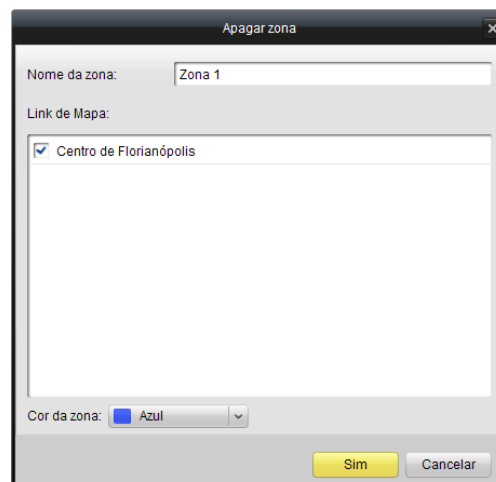 Apagar zona
Nome da zona: Zona 1
Link de Mapa:
Centro de Florianópolis
Cor da zona: Azul
Sim Cancelar